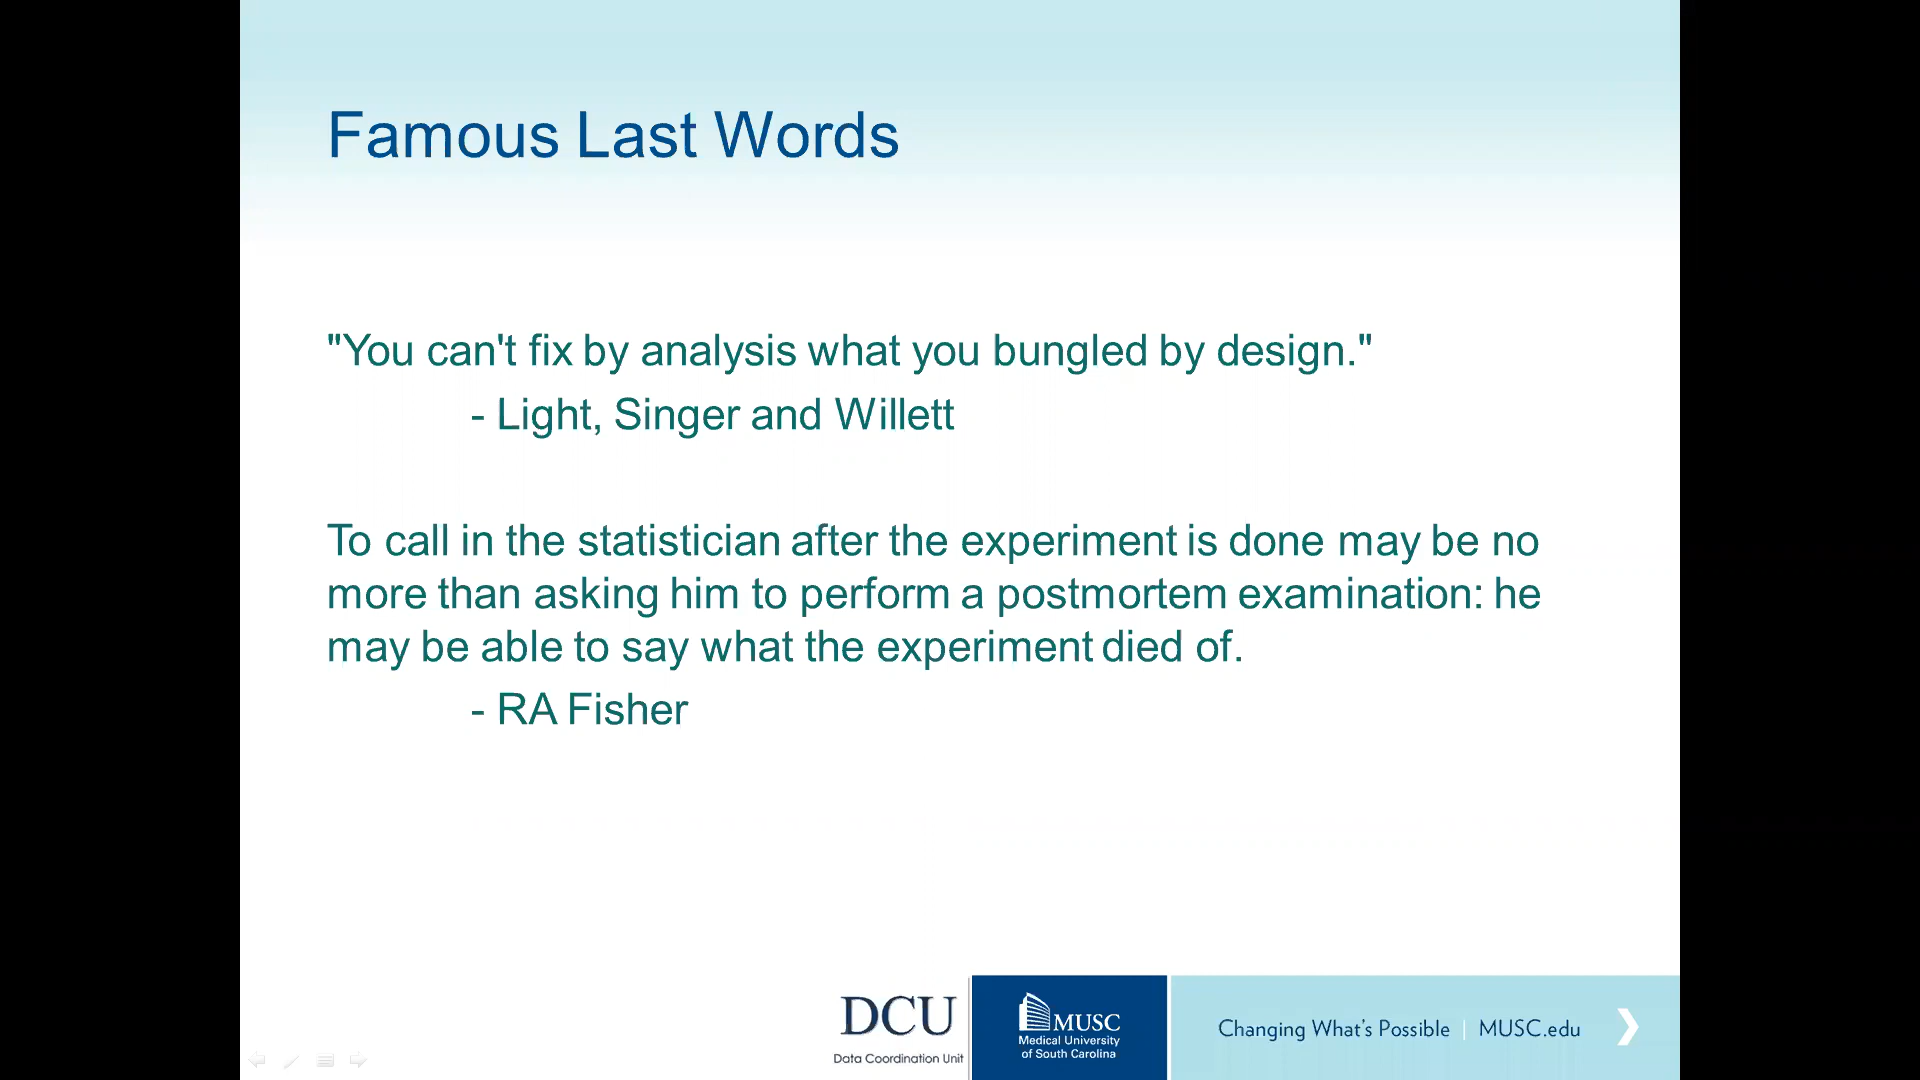 Famous Last Words
"You can't fix by analysis what you bungled by design."
- Light, Singer and Willett
To call in the statistician after the experiment is done may be no
more than asking him to perform a postmortem examination: he
may be able to say what the experiment died of.
- RA Fisher
DCU
Data Coordination Unit
MUSC
Medical University
of South Carolina
Changing What's Possible | MUSC.edu